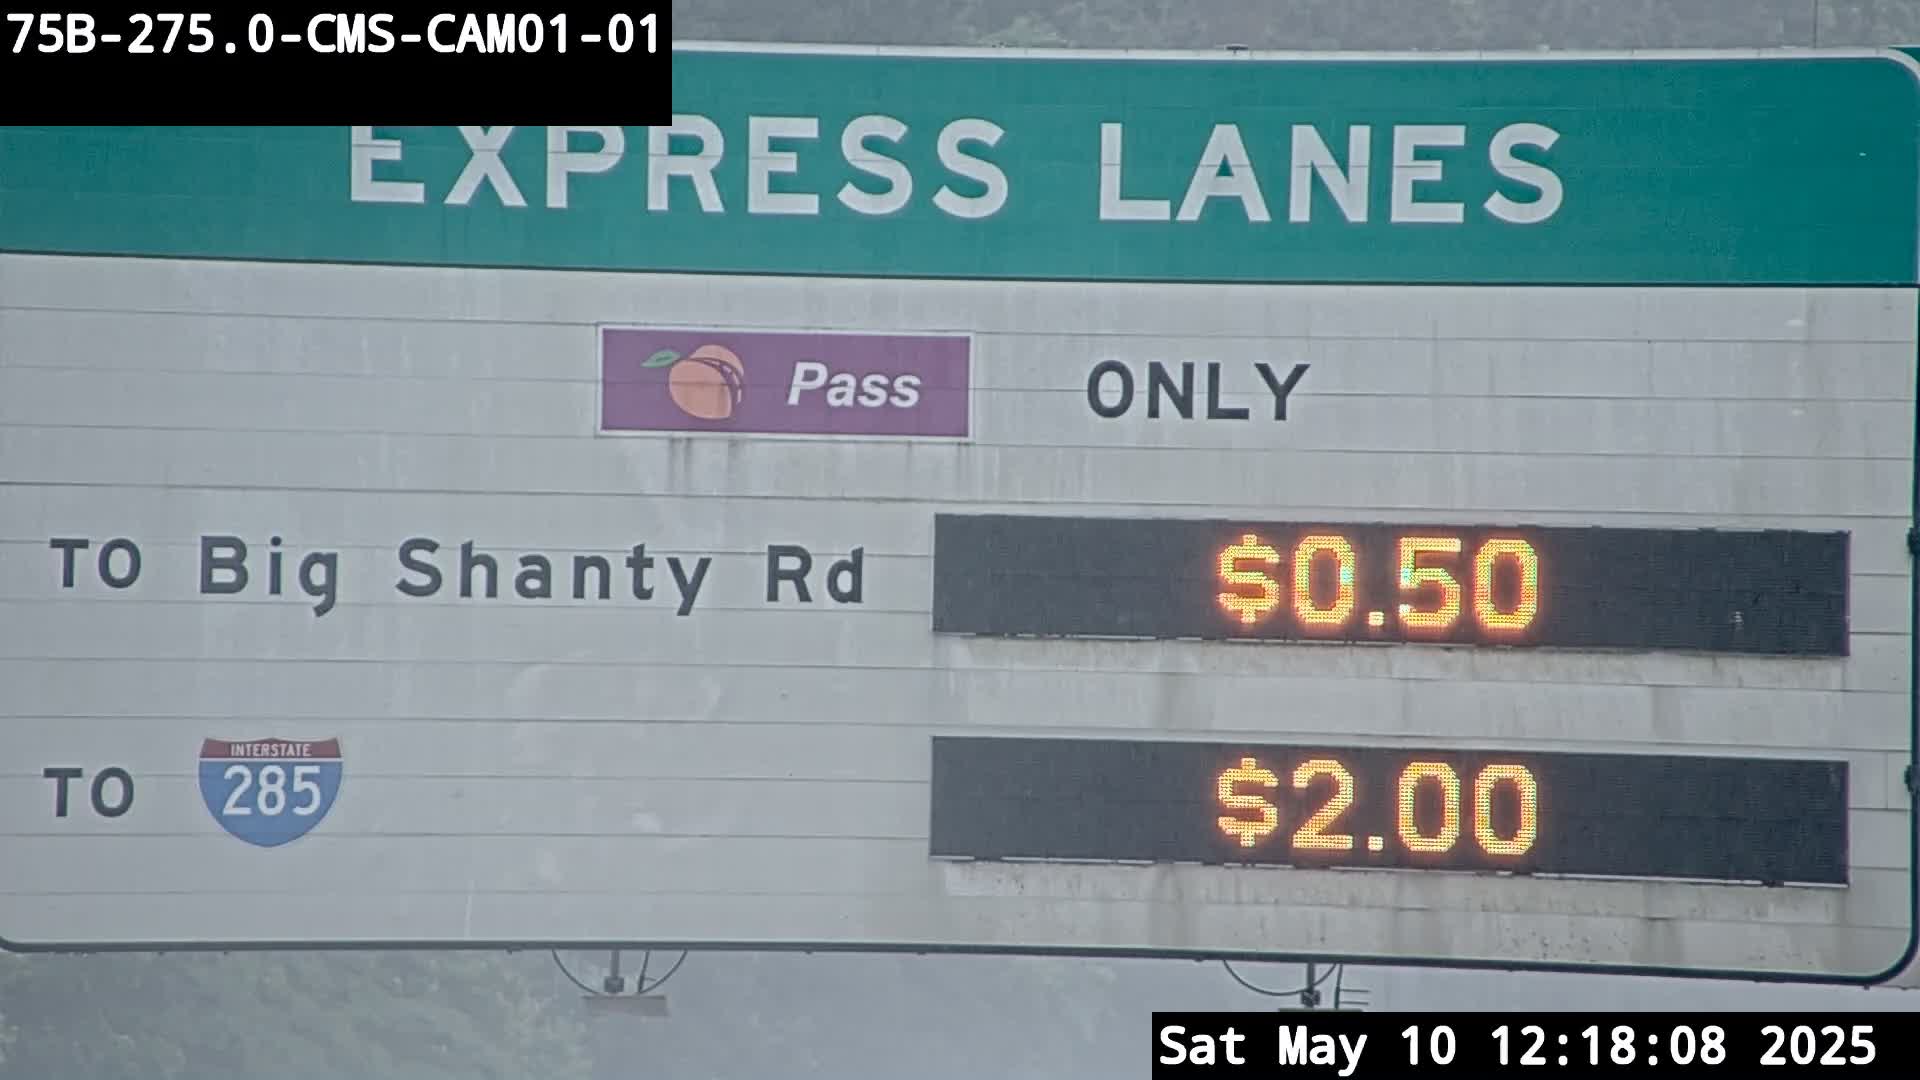 75B-275.0-CMS-CAM01-01
EXPRESS LANES
Pass ONLY
TO Big Shanty Rd $0.50
INTERSTATE
TO 285 $2.00
Sat May 10 12:18:08 2025